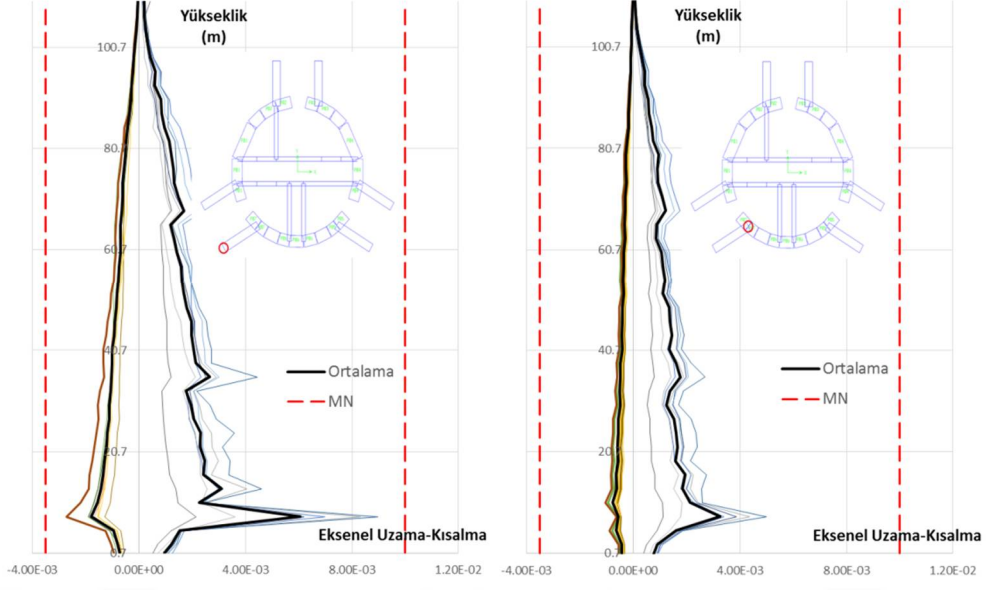 Yükseklik
(m)
100.7
80.7
60.7
40.7
20.7
0.7
Ortalama
MN
Eksenel Uzama-Kısalma
-4.00E-03 0.00E+00 4.00E-03 8.00E-03 1.20E-02
Yükseklik
(m)
100.7
80.7
60.7
40.7
20.7
0.7
Ortalama
MN
Eksenel Uzama-Kısalma
-4.00E-03 0.00E+00 4.00E-03 8.00E-03 1.20E-02